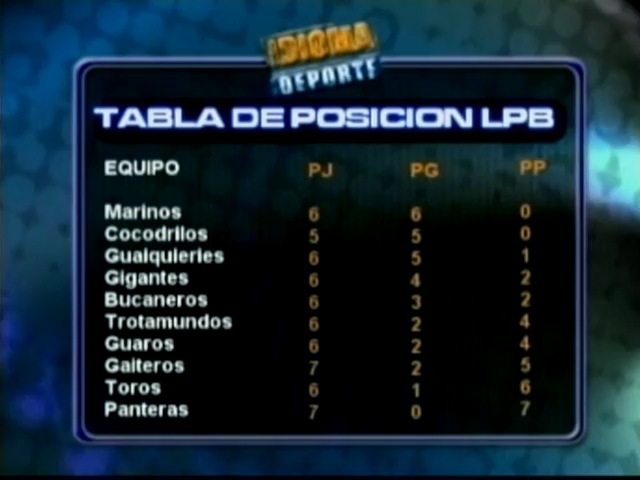 IDIOMA
DEPORTE
TABLA DE POSICION LPB
EQUIPO PJ PG PP
Marinos 6 6 0
Cocodrilos 5 5 0
Guaiquieries 6 5 1
Gigantes 6 4 2
Bucaneros 6 3 2
Trotamundos 6 2 4
Guaros 6 2 4
Gaiteros 7 2 5
Toros 6 1 6
Panteras 7 0 7